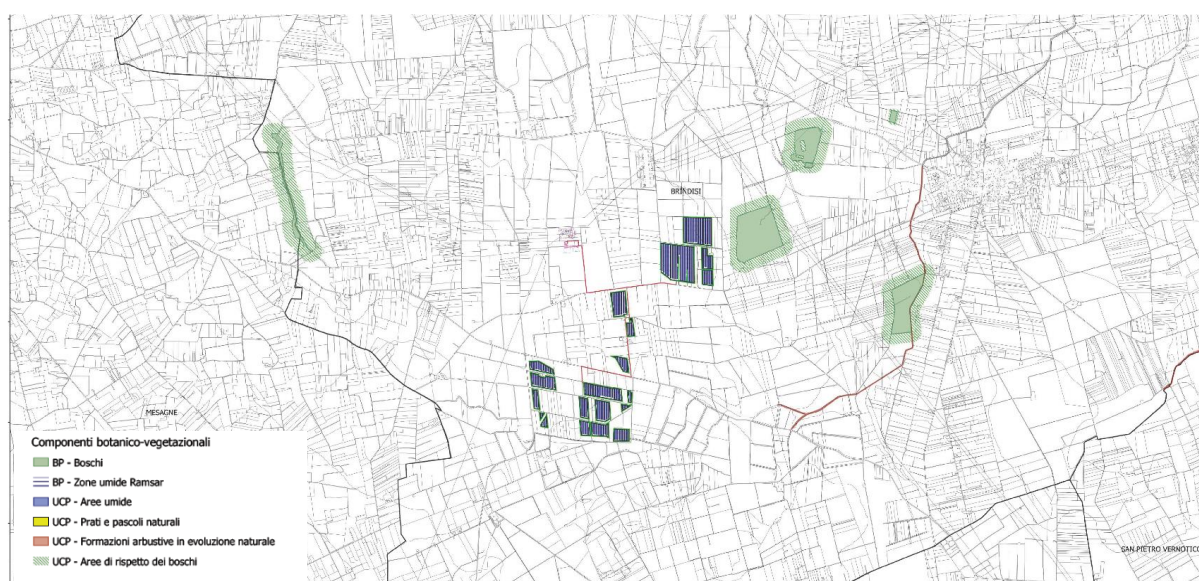 BRINDISI
MESAGNE
Componenti botanico-vegetazionali
BP - Boschi
BP - Zone umide Ramsar
UCP - Aree umide
UCP - Prati e pascoli naturali
UCP - Formazioni arbustive in evoluzione naturale
UCP - Aree di rispetto dei boschi
SAN PIETRO VERNOTICO